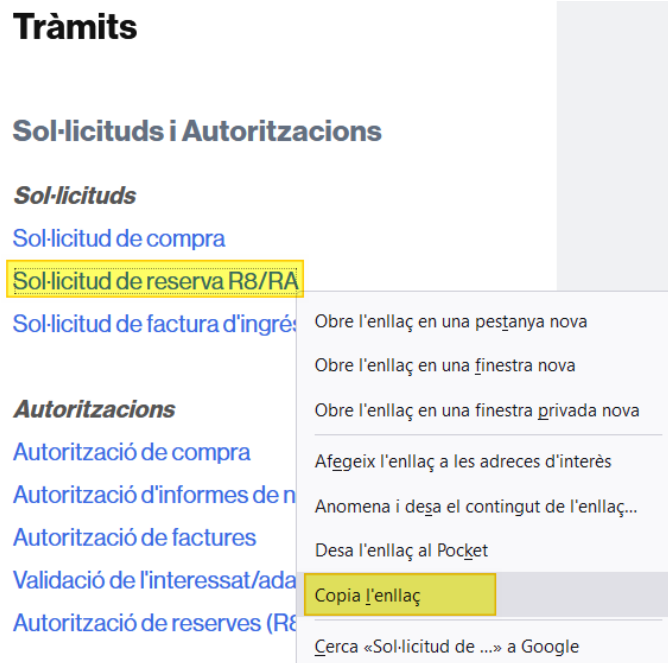 Tràmits
Sol·licituds i Autoritzacions
Sol·licituds
Sol·licitud de compra
Sol·licitud de reserva R8/RA
Sol·licitud de factura d'ingrés
Autoritzacions
Autorització de compra
Autorització d'informes de n
Autorització de factures
Validació de l'interessat/ada
Autorització de reserves (R8
Obre l'enllaç en una pestanya nova
Obre l'enllaç en una finestra nova
Obre l'enllaç en una finestra privada nova
Afegeix l'enllaç a les adreces d'interès
Anomena i desa el contingut de l'enllaç...
Desa l'enllaç al Pocket
Copia l'enllaç
Cerca «Sol·licitud de ...» a Google